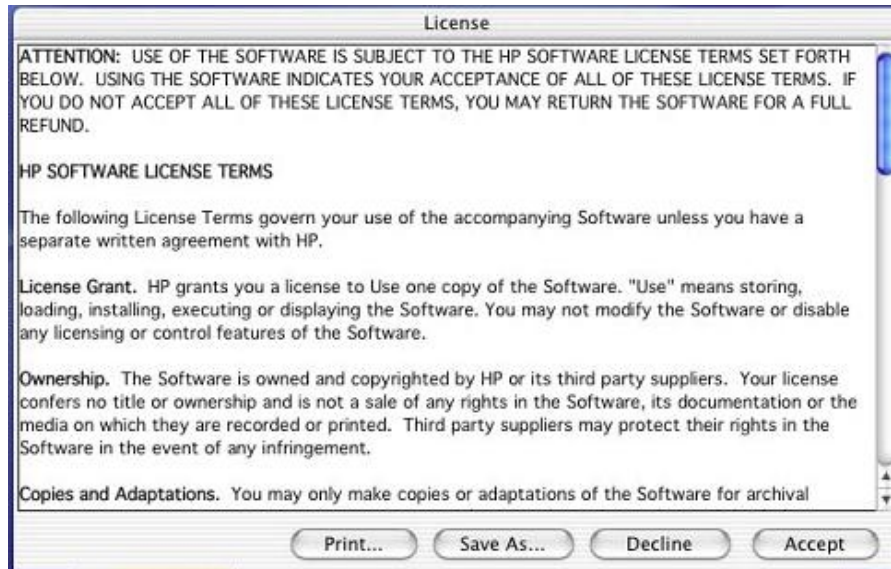 License
ATTENTION: USE OF THE SOFTWARE IS SUBJECT TO THE HP SOFTWARE LICENSE TERMS SET FORTH
BELOW. USING THE SOFTWARE INDICATES YOUR ACCEPTANCE OF ALL OF THESE LICENSE TERMS. IF
YOU DO NOT ACCEPT ALL OF THESE LICENSE TERMS, YOU MAY RETURN THE SOFTWARE FOR A FULL
REFUND.
HP SOFTWARE LICENSE TERMS
The following License Terms govern your use of the accompanying Software unless you have a
separate written agreement with HP.
License Grant. HP grants you a license to Use one copy of the Software. "Use" means storing,
loading, installing, executing or displaying the Software. You may not modify the Software or disable
any licensing or control features of the Software.
Ownership. The Software is owned and copyrighted by HP or its third party suppliers. Your license
confers no title or ownership and is not a sale of any rights in the Software, its documentation or the
media on which they are recorded or printed. Third party suppliers may protect their rights in the
Software in the event of any infringement.
Copies and Adaptations. You may only make copies or adaptations of the Software for archival
Print... Save As... Decline Accept